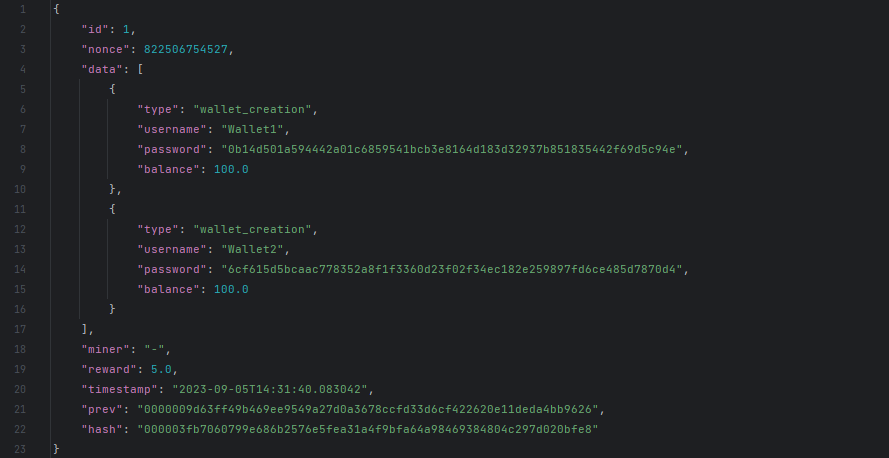 1 {
2 "id": 1,
3 "nonce": 822506754527,
4 "data": [
5 {
6 "type": "wallet_creation",
7 "username": "Wallet1",
8 "password": "0b14d501a594442a01c6859541bcb3e8164d183d32937b851835442f69d5c94e",
9 "balance": 100.0
10 },
11 {
12 "type": "wallet_creation",
13 "username": "Wallet2",
14 "password": "6cf615d5bcaac778352a8f1f3360d23f02f34ec182e259897fd6ce485d7870d4",
15 "balance": 100.0
16 }
17 ],
18 "miner": "-",
19 "reward": 5.0,
20 "timestamp": "2023-09-05T14:31:40.083042",
21 "prev": "0000009d63ff49b469ee9549a27d0a3678ccfd33d6cf422620e11deda4bb9626",
22 "hash": "000003fb7060799e686b2576e5fea31a4f9bfa64a98469384804c297d020bfe8"
23 }